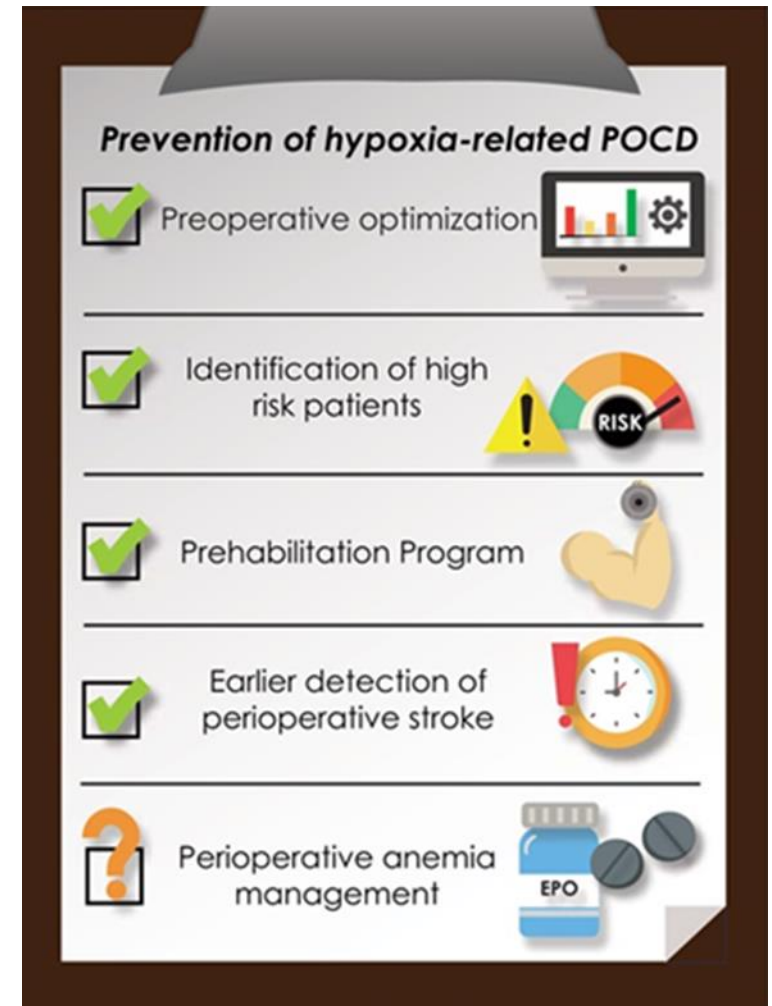 Prevention of hypoxia-related POCD
Preoperative optimization
Identification of high
risk patients
RISK
Prehabilitation Program
Earlier detection of
perioperative stroke
Perioperative anemia
management
EPO